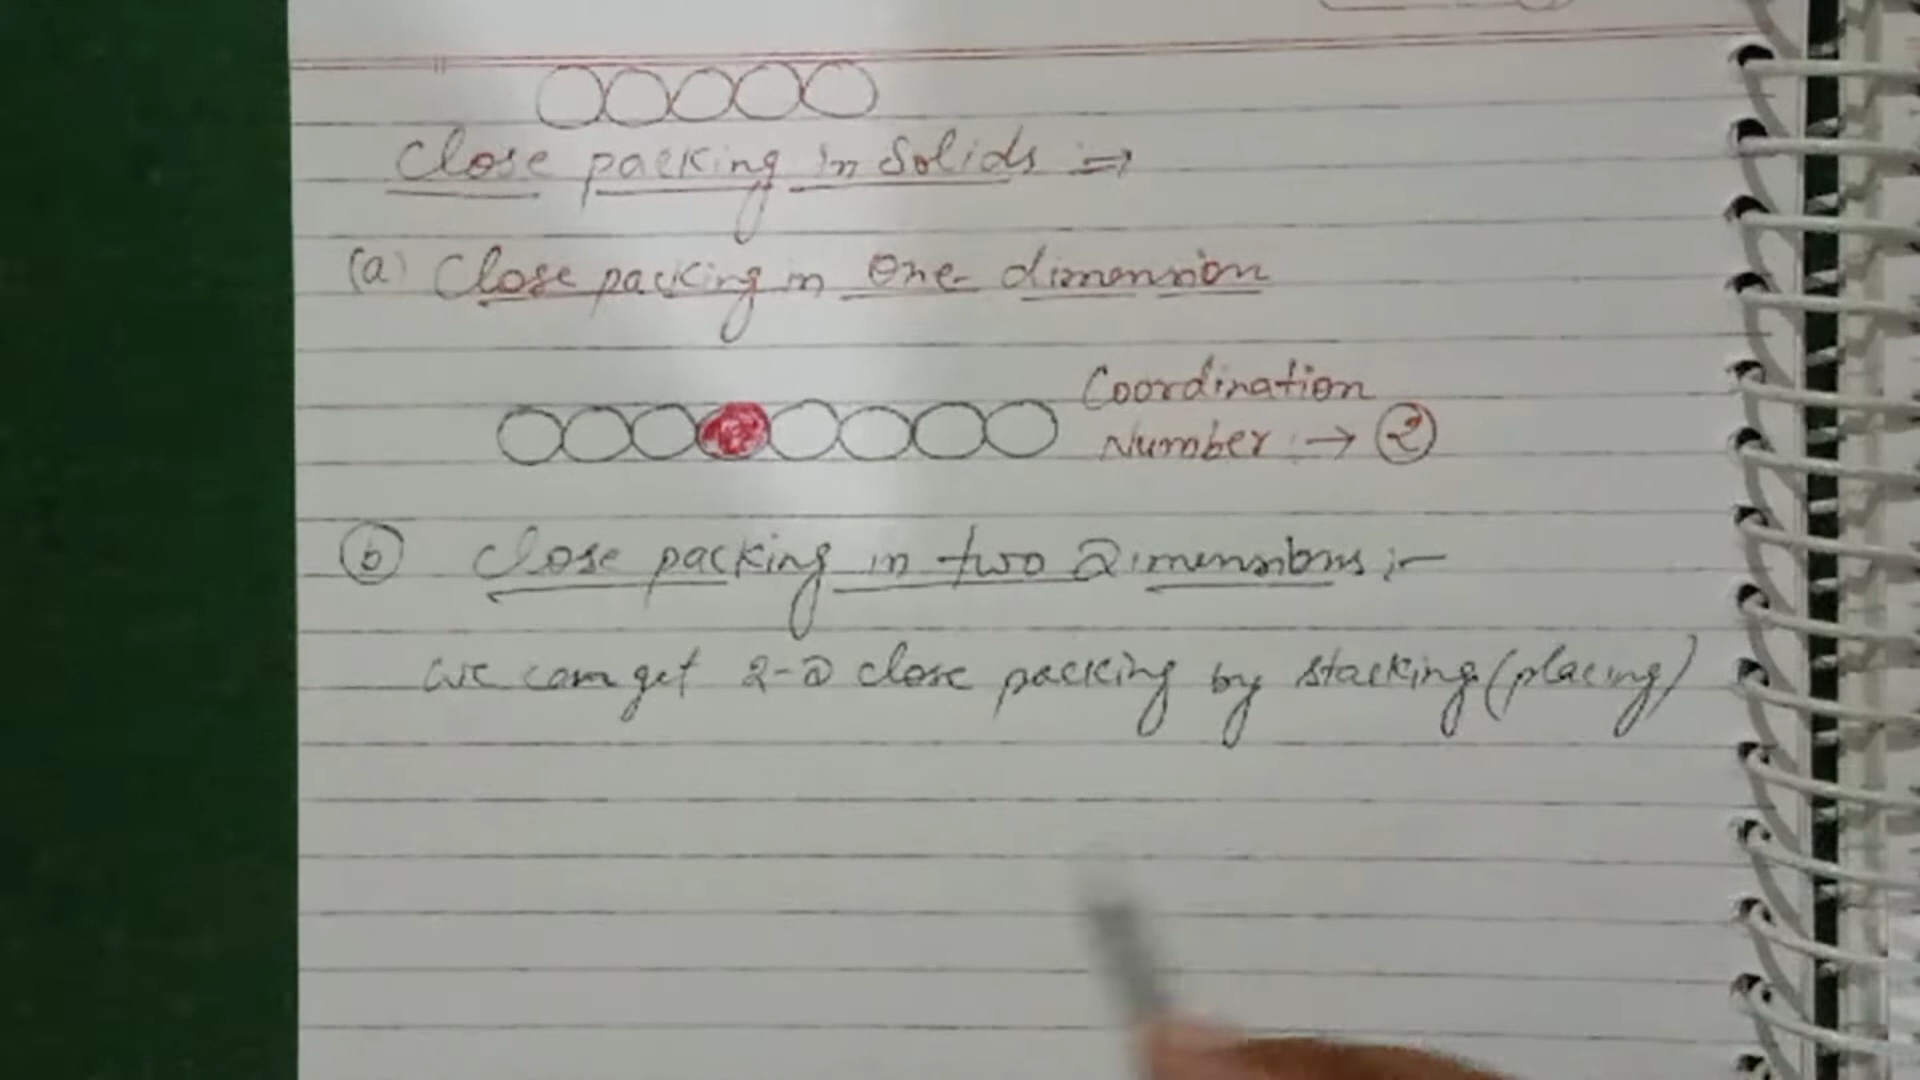 Close packing in Solids ⇒
(a) Close packing in One-dimension
Coordination
Number :→ 2
(b) Close packing in two Dimensions :-
we can get 2-D close packing by stacking (placing)